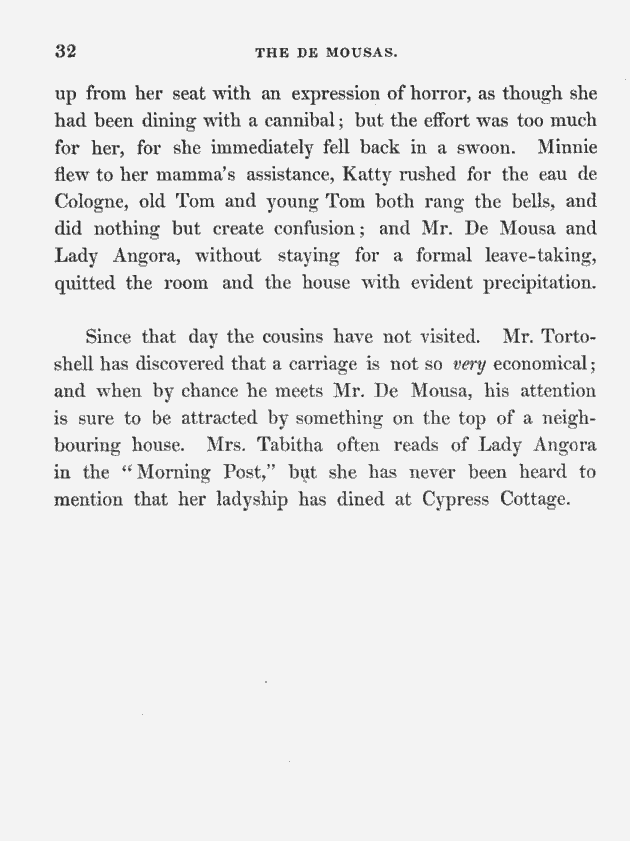 32 THE DE MOUSAS.
up from her seat with an expression of horror, as though she
had been dining with a cannibal; but the effort was too much
for her, for she immediately fell back in a swoon. Minnie
flew to her mamma's assistance, Katty rushed for the eau de
Cologne, old Tom and young Tom both rang the bells, and
did nothing but create confusion; and Mr. De Mousa and
Lady Angora, without staying for a formal leave-taking,
quitted the room and the house with evident precipitation.
Since that day the cousins have not visited. Mr. Torto-
shell has discovered that a carriage is not so very economical;
and when by chance he meets Mr. De Mousa, his attention
is sure to be attracted by something on the top of a neigh-
bouring house. Mrs. Tabitha often reads of Lady Angora
in the "Morning Post," but she has never been heard to
mention that her ladyship has dined at Cypress Cottage.